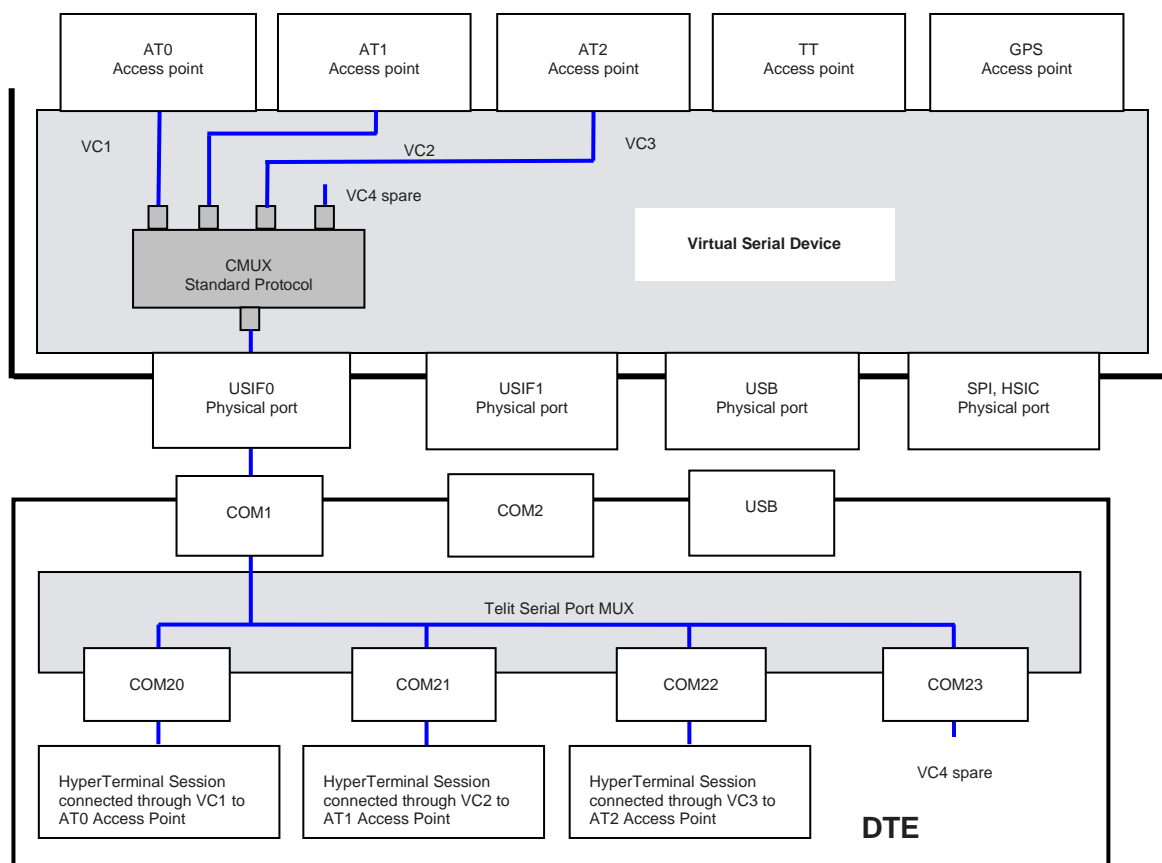 AT0
Access point
AT1
Access point
AT2
Access point
TT
Access point
GPS
Access point
VC1
VC2
VC3
VC4 spare
Virtual Serial Device
CMUX
Standard Protocol
USIF0
Physical port
USIF1
Physical port
USB
Physical port
SPI, HSIC
Physical port
COM1
COM2
USB
Telit Serial Port MUX
COM20
COM21
COM22
COM23
HyperTerminal Session
connected through VC1 to
AT0 Access Point
HyperTerminal Session
connected through VC2 to
AT1 Access Point
HyperTerminal Session
connected through VC3 to
AT2 Access Point
VC4 spare
DTE